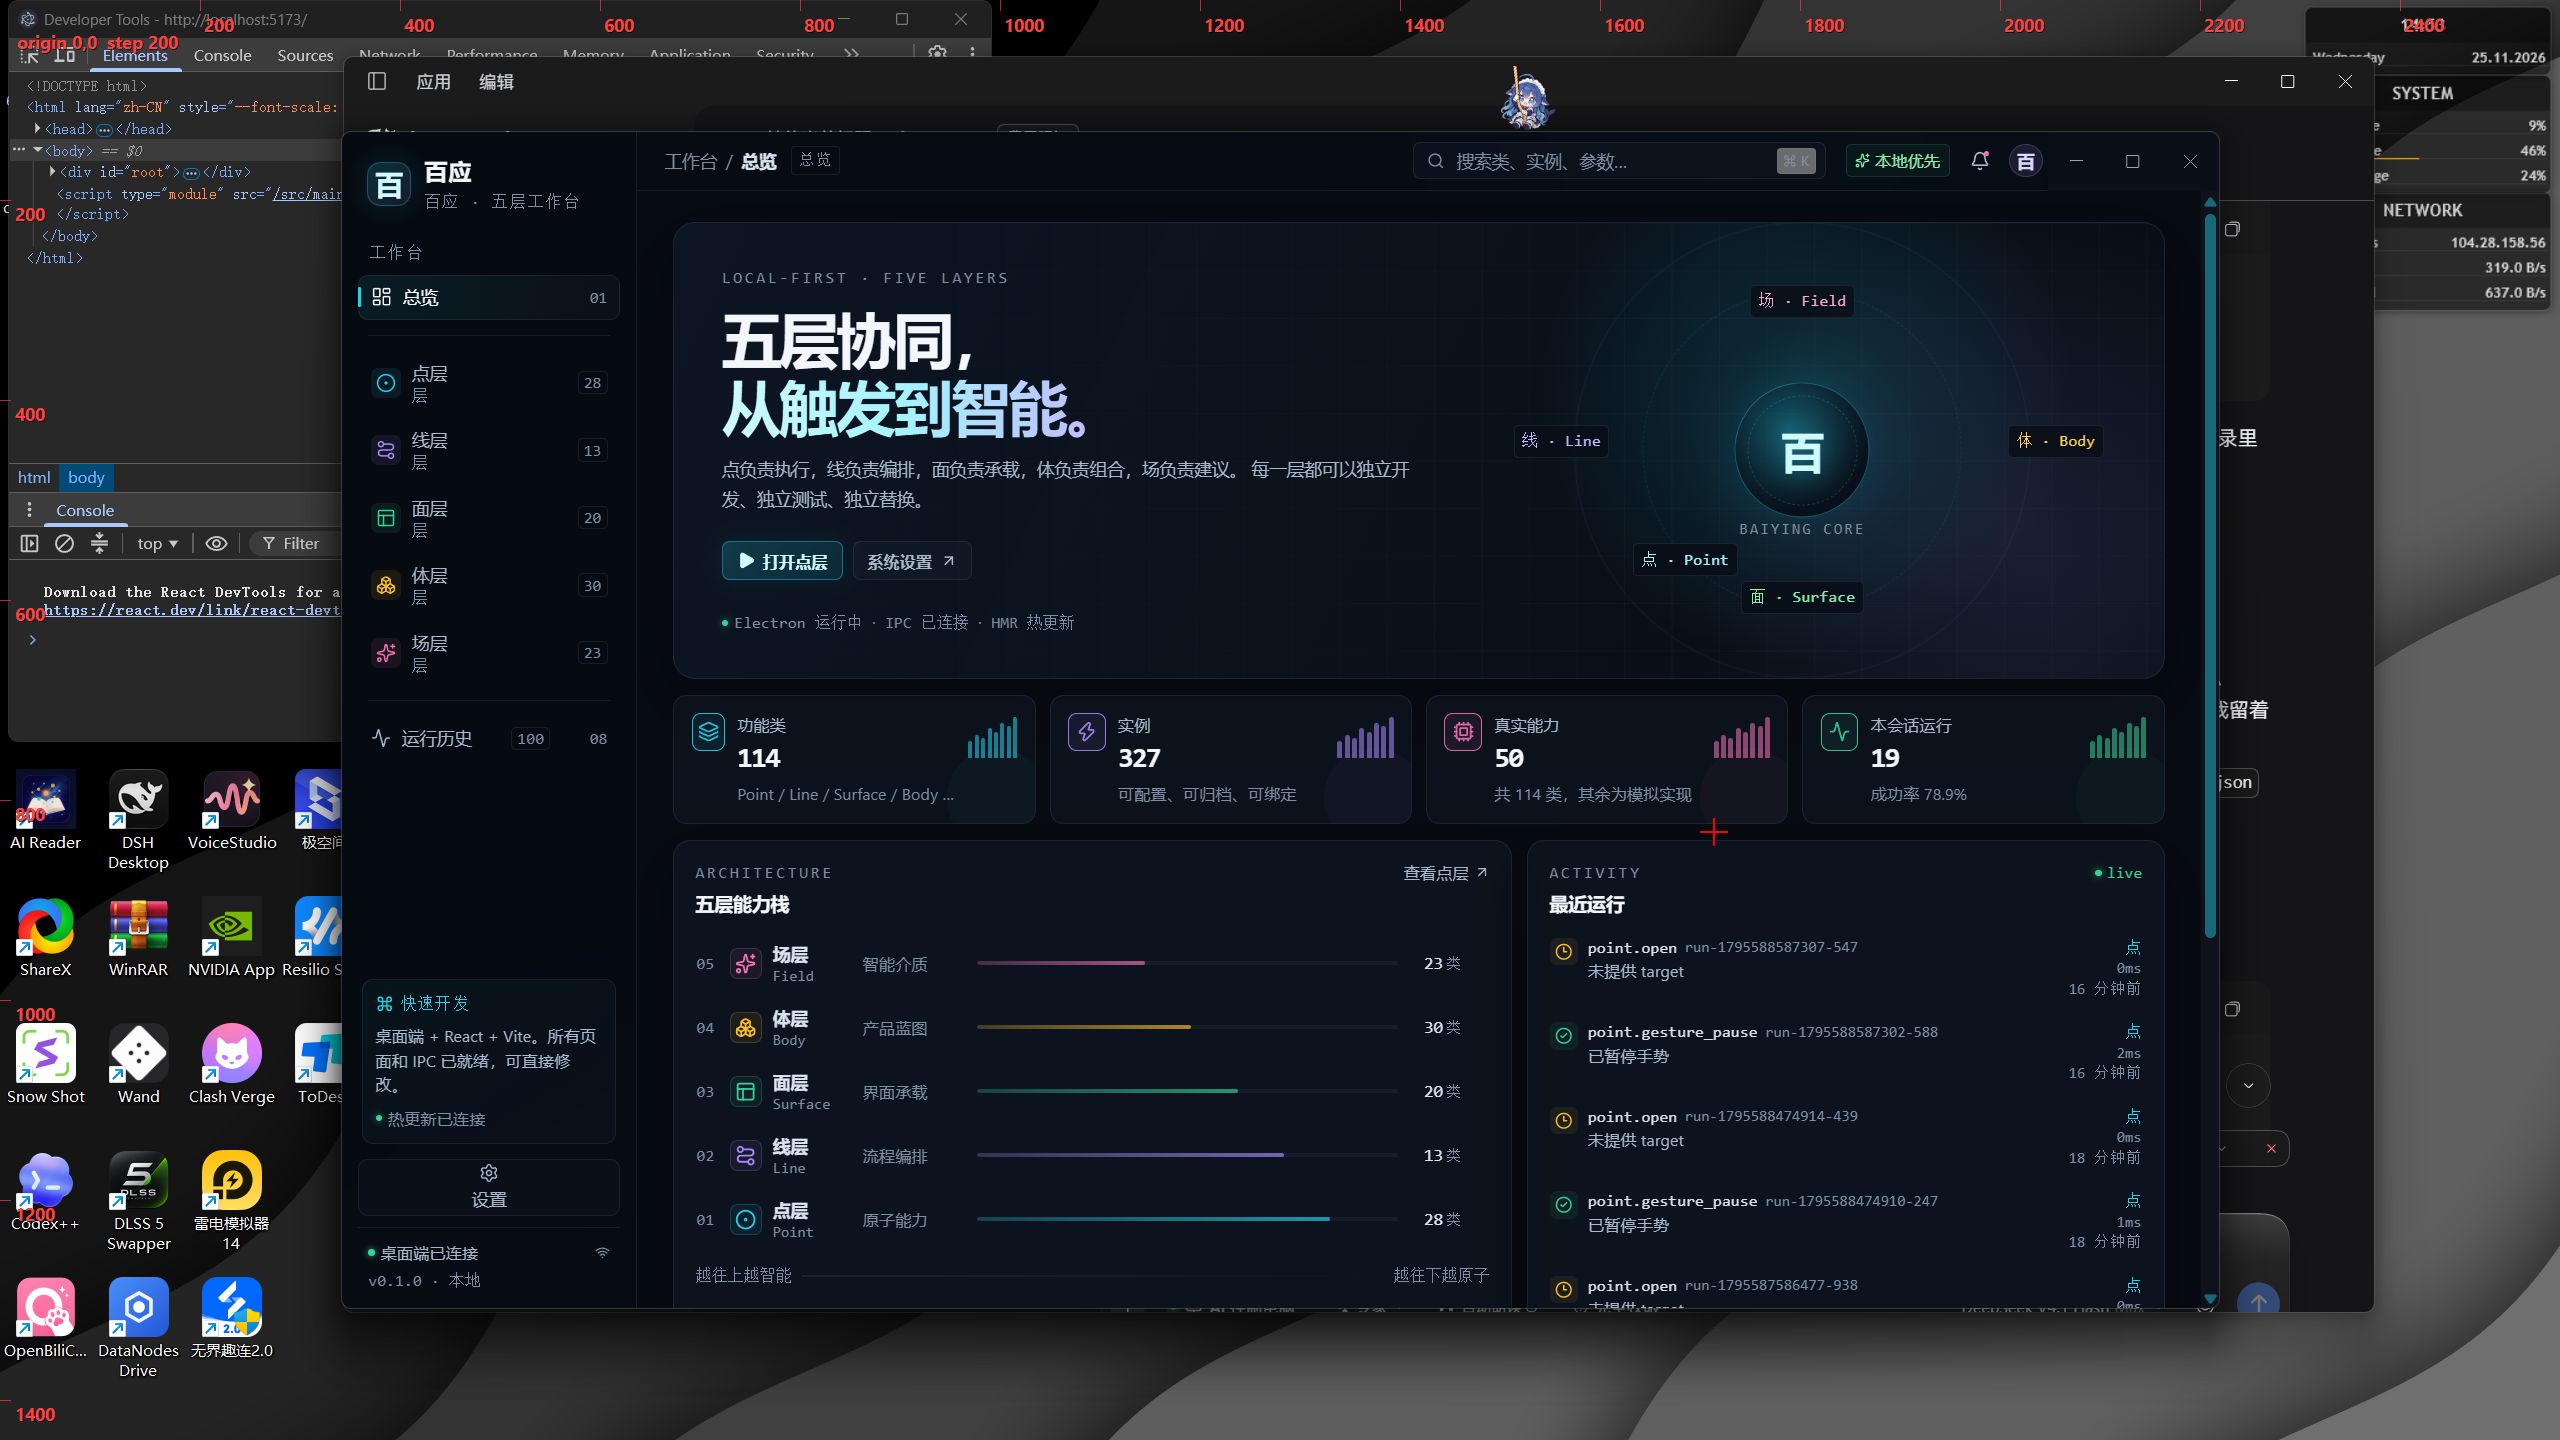 Developer Tools - http://localhost:5173/
200
400
600
800
1000
1200
1400
1600
1800
2000
2200
2400
origin 0,0 step 200
Elements
Console
Sources
Network
Performance
Memory
Application
Security
<!DOCTYPE html>
<html lang="zh-CN" style="--font-scale:
<head> ••• </head>
••• <body> == $0
<div id="root"> ••• </div>
<script type="module" src="/src/main
</script>
</body>
</html>
200
400
html
body
Console
top
Filter
Download the React DevTools for a
https://react.dev/link/react-devt
600
应用
编辑
百
百应
百应 · 五层工作台
工作台
总览
01
点层
层
28
线层
层
13
面层
层
20
体层
层
30
场层
层
23
运行历史
100
08
快速开发
桌面端 + React + Vite。所有页
面和 IPC 已就绪，可直接修
改。
热更新已连接
设置
桌面端已连接
v0.1.0 · 本地
工作台 / 总览
总览
搜索类、实例、参数...
⌘ K
本地优先
百
LOCAL-FIRST · FIVE LAYERS
五层协同，
从触发到智能。
点负责执行，线负责编排，面负责承载，体负责组合，场负责建议。 每一层都可以独立开
发、独立测试、独立替换。
打开点层
系统设置
Electron 运行中 · IPC 已连接 · HMR 热更新
场 · Field
线 · Line
体 · Body
百
BAIYING CORE
点 · Point
面 · Surface
功能类
114
Point / Line / Surface / Body ...
实例
327
可配置、可归档、可绑定
真实能力
50
共 114 类，其余为模拟实现
本会话运行
19
成功率 78.9%
ARCHITECTURE
查看点层
五层能力栈
05
场层
Field
智能介质
23 类
04
体层
Body
产品蓝图
30 类
03
面层
Surface
界面承载
20 类
02
线层
Line
流程编排
13 类
01
点层
Point
原子能力
28 类
越往上越智能
越往下越原子
ACTIVITY
live
最近运行
point.open run-1795588587307-547
未提供 target
点
0ms
16 分钟前
point.gesture_pause run-1795588587302-588
已暂停手势
点
2ms
16 分钟前
point.open run-1795588474914-439
未提供 target
点
0ms
18 分钟前
point.gesture_pause run-1795588474910-247
已暂停手势
点
1ms
18 分钟前
point.open run-1795587586477-938
点
25.11.2026
SYSTEM
9%
46%
24%
NETWORK
104.28.158.56
319.0 B/s
637.0 B/s
录里
留着
json
800
AI Reader
DSH
Desktop
VoiceStudio
极空间
ShareX
WinRAR
NVIDIA App
Resilio S
1000
Snow Shot
Wand
Clash Verge
ToDes
1200
Codex++
DLSS 5
Swapper
雷电模拟器
14
OpenBiliC...
DataNodes
Drive
无界趣连2.0
1400